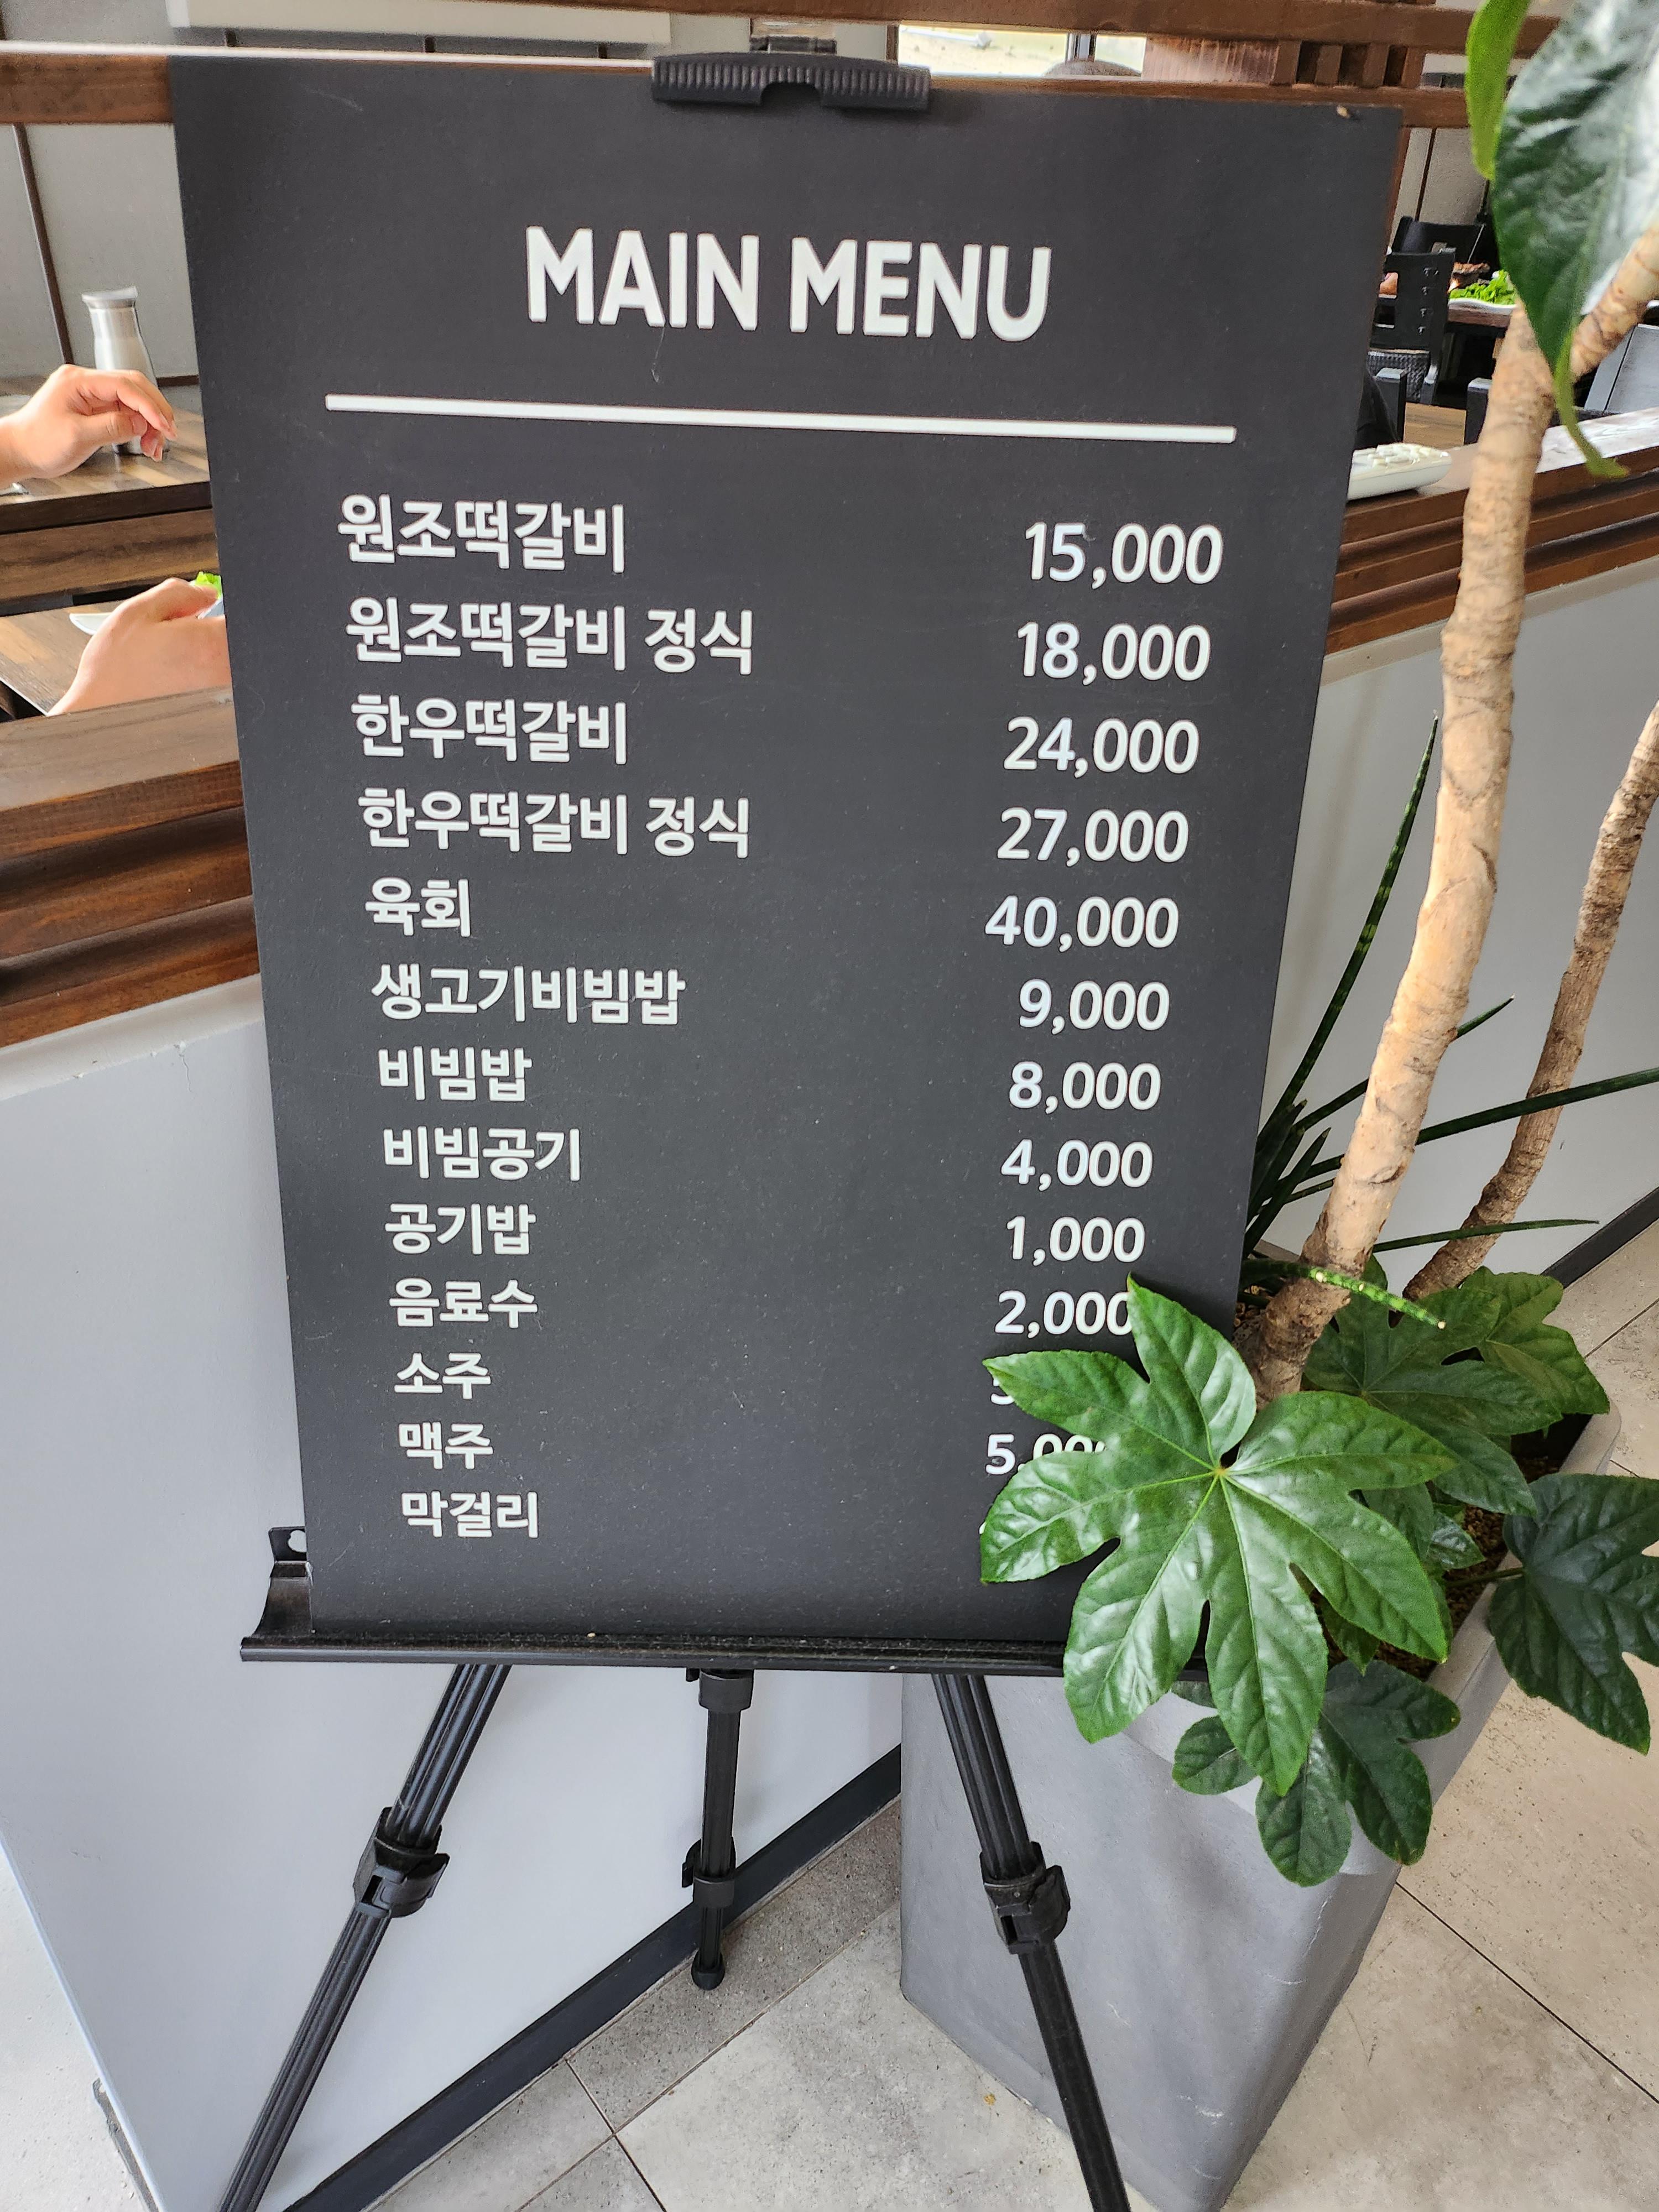 MAIN MENU
원조떡갈비 15,000
원조떡갈비 정식 18,000
한우떡갈비 24,000
한우떡갈비 정식 27,000
육회 40,000
생고기비빔밥 9,000
비빔밥 8,000
비빔공기 4,000
공기밥 1,000
음료수 2,000
소주
맥주 5,000
막걸리